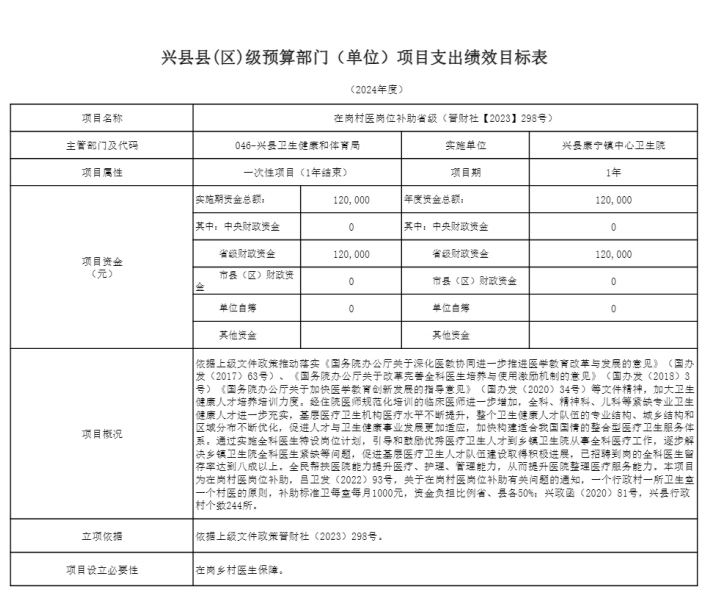 兴县县(区)级预算部门（单位）项目支出绩效目标表
（2024年度）
项目名称 在岗村医岗位补助省级（晋财社【2023】298号）
主管部门及代码 046-兴县卫生健康和体育局 实施单位 兴县康宁镇中心卫生院
项目属性 一次性项目（1年结束） 项目期 1年
项目资金
（元）
实施期资金总额： 120,000 年度资金总额： 120,000
其中：中央财政资金 0 其中：中央财政资金 0
省级财政资金 120,000 省级财政资金 120,000
市县（区）财政资
金 0 市县（区）财政资金 0
单位自筹 0 单位自筹 0
其他资金 其他资金
项目概况
依据上级文件政策推动落实《国务院办公厅关于深化医教协同进一步推进医学教育改革与发展的意见》（国办
发（2017）63号）、《国务院办公厅关于改革完善全科医生培养与使用激励机制的意见》（国办发（2018）3
号）《国务院办公厅关于加快医学教育创新发展的指导意见》（国办发（2020）34号）等文件精神，加大卫生
健康人才培养培训力度。经住院医师规范化培训的临床医师进一步增加，全科、精神科、儿科等紧缺专业卫生
健康人才进一步充实，基层医疗卫生机构医疗水平不断提升，整个卫生健康人才队伍的专业结构、城乡结构和
区域分布不断优化，促进人才与卫生健康事业发展更加适应，加快构建适合我国国情的整合型医疗卫生服务体
系。通过实施全科医生特设岗位计划，引导和鼓励优秀医疗卫生人才到乡镇卫生院从事全科医疗工作，逐步解
决乡镇卫生院全科医生紧缺等问题，促进基层医疗卫生人才队伍建设取得积极进展，已招聘到岗的全科医生留
存率达到八成以上。全民帮扶医院能力提升医疗、护理、管理能力，从而提升医院整理医疗服务能力。本项目
为在岗村医岗位补助，吕卫发（2022）93号，关于在岗村医岗位补助有关问题的通知，一个行政村一所卫生室
一个村医的原则，补助标准卫每室每月1000元，资金负担比例省、县各50%；兴政函（2020）81号，兴县行政
村个数244所。
立项依据 依据上级文件政策晋财社（2023）298号。
项目设立必要性 在岗乡村医生保障。